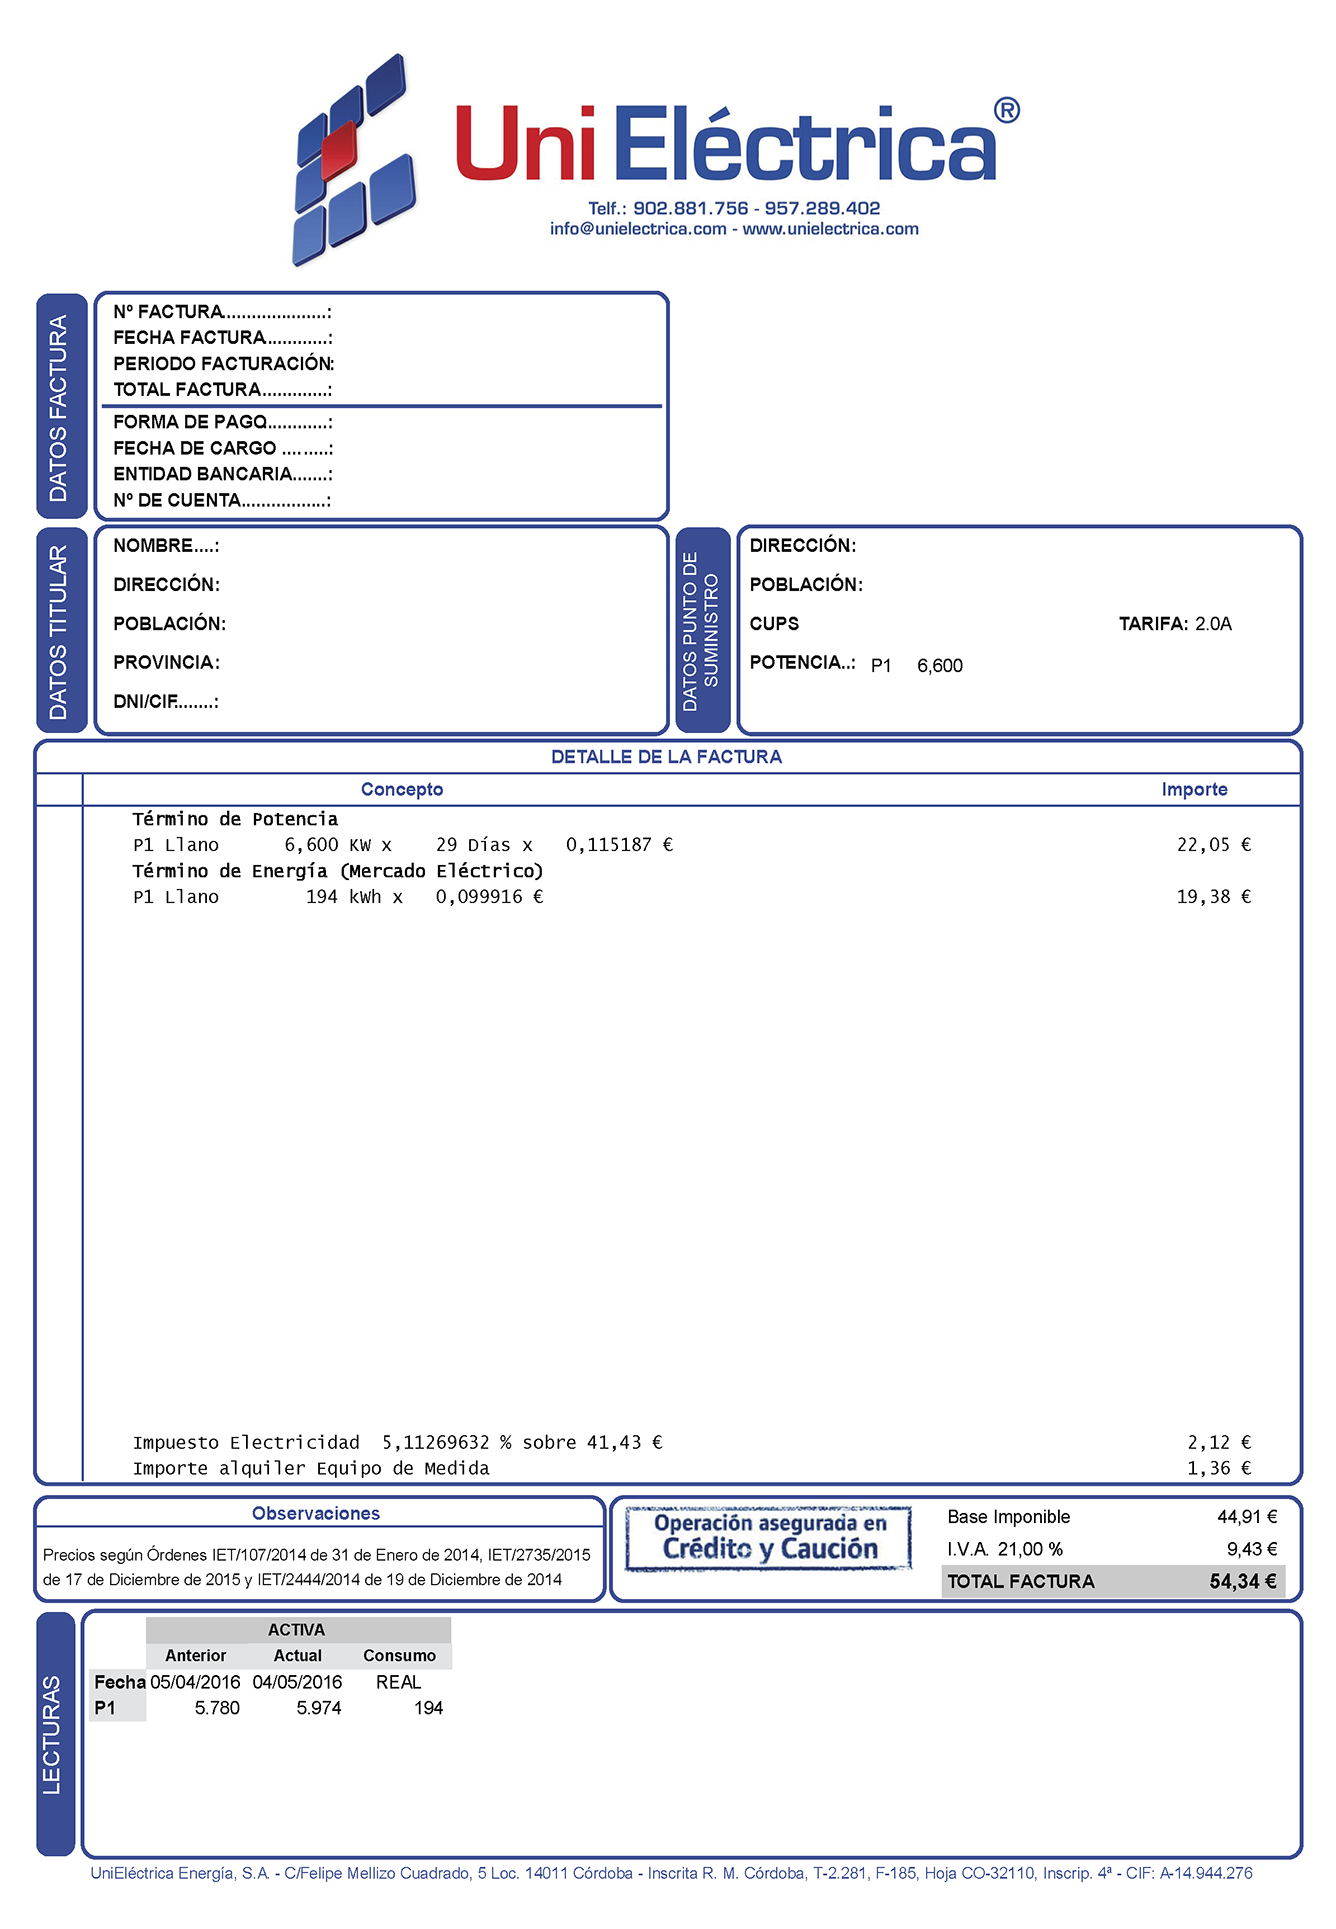 Uni Eléctrica®
Telf.: 902.881.756 - 957.289.402
info@unielectrica.com - www.unielectrica.com
DATOS FACTURA
Nº FACTURA....................:
FECHA FACTURA............:
PERIODO FACTURACIÓN:
TOTAL FACTURA.............:
FORMA DE PAGO............:
FECHA DE CARGO .........:
ENTIDAD BANCARIA.......:
Nº DE CUENTA.................:
DATOS TITULAR
NOMBRE....:
DIRECCIÓN:
POBLACIÓN:
PROVINCIA:
DNI/CIF.......:
DATOS PUNTO DE
SUMINISTRO
DIRECCIÓN:
POBLACIÓN:
CUPS TARIFA: 2.0A
POTENCIA..: P1 6,600
DETALLE DE LA FACTURA
Concepto Importe
Término de Potencia
P1 Llano 6,600 KW x 29 Días x 0,115187 € 22,05 €
Término de Energía (Mercado Eléctrico)
P1 Llano 194 kWh x 0,099916 € 19,38 €
Impuesto Electricidad 5,11269632 % sobre 41,43 € 2,12 €
Importe alquiler Equipo de Medida 1,36 €
Observaciones
Precios según Órdenes IET/107/2014 de 31 de Enero de 2014, IET/2735/2015
de 17 de Diciembre de 2015 y IET/2444/2014 de 19 de Diciembre de 2014
Operación asegurada en
Crédito y Caución
Base Imponible 44,91 €
I.V.A. 21,00 % 9,43 €
TOTAL FACTURA 54,34 €
LECTURAS
ACTIVA
Anterior Actual Consumo
Fecha 05/04/2016 04/05/2016 REAL
P1 5.780 5.974 194
UniEléctrica Energía, S.A. - C/Felipe Mellizo Cuadrado, 5 Loc. 14011 Córdoba - Inscrita R. M. Córdoba, T-2.281, F-185, Hoja CO-32110, Inscrip. 4ª - CIF: A-14.944.276